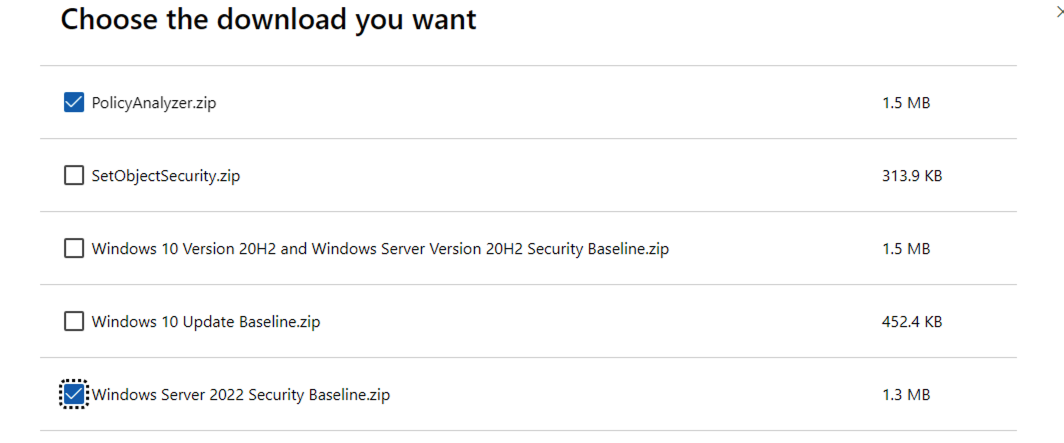 Choose the download you want
PolicyAnalyzer.zip 1.5 MB
SetObjectSecurity.zip 313.9 KB
Windows 10 Version 20H2 and Windows Server Version 20H2 Security Baseline.zip 1.5 MB
Windows 10 Update Baseline.zip 452.4 KB
Windows Server 2022 Security Baseline.zip 1.3 MB